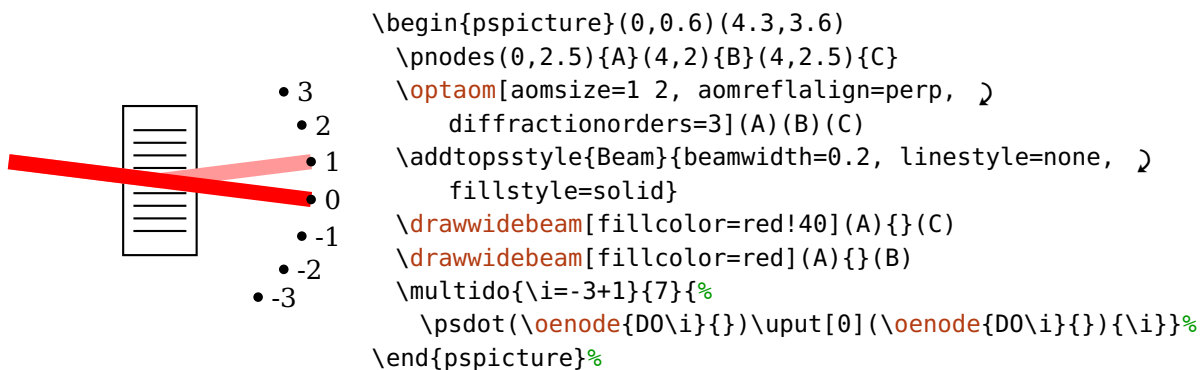 3
2
1
0
-1
-2
-3
\begin{pspicture}(0,0.6)(4.3,3.6)
\pnodes(0,2.5){A}(4,2){B}(4,2.5){C}
\optaom[aomsize=1 2, aomreflalign=perp,
diffractionorders=3](A)(B)(C)
\addtopsstyle{Beam}{beamwidth=0.2, linestyle=none,
fillstyle=solid}
\drawwidebeam[fillcolor=red!40](A){}(C)
\drawwidebeam[fillcolor=red](A){}(B)
\multido{\i=-3+1}{7}{%
\psdot(\oenode{DO\i}{})\uput[0](\oenode{DO\i}{}){\i}}%
\end{pspicture}%